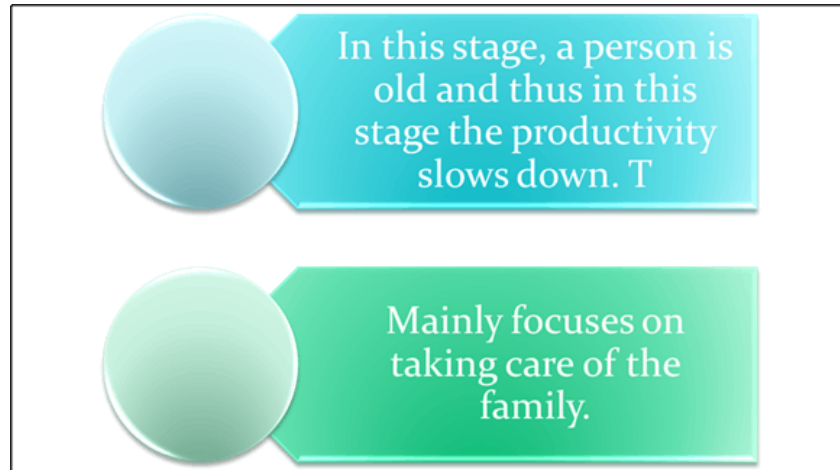 In this stage, a person is
old and thus in this
stage the productivity
slows down. T
Mainly focuses on
taking care of the
family.